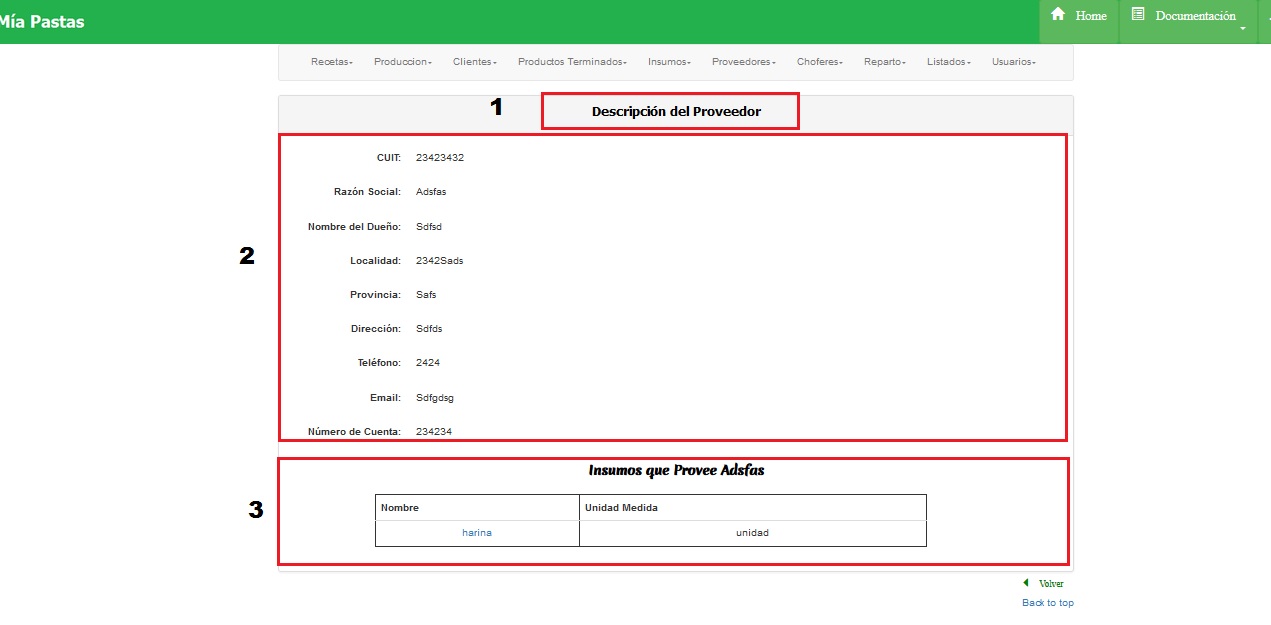 Mía Pastas Home Documentación
Recetas Produccion Clientes Productos Terminados Insumos Proveedores Choferes Reparto Listados Usuarios
1 Descripción del Proveedor
CUIT: 23423432
Razón Social: Adsfas
Nombre del Dueño: Sdfsd
2
Localidad: 2342Sads
Provincia: Safs
Dirección: Sdfds
Teléfono: 2424
Email: Sdfgdsg
Número de Cuenta: 234234
Insumos que Provee Adsfas
3
Nombre Unidad Medida
harina unidad
Volver
Back to top